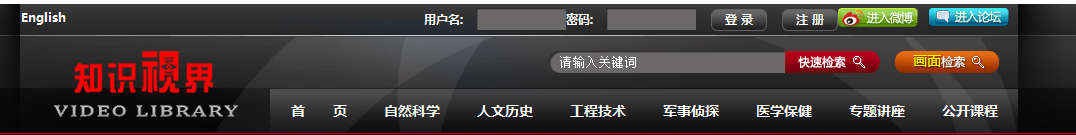 English 用户名: 密码: 登 录 注 册 进入微博 进入论坛
知识视界
请输入关键词 快速检索 画面检索
VIDEO LIBRARY
首 页 自然科学 人文历史 工程技术 军事侦探 医学保健 专题讲座 公开课程